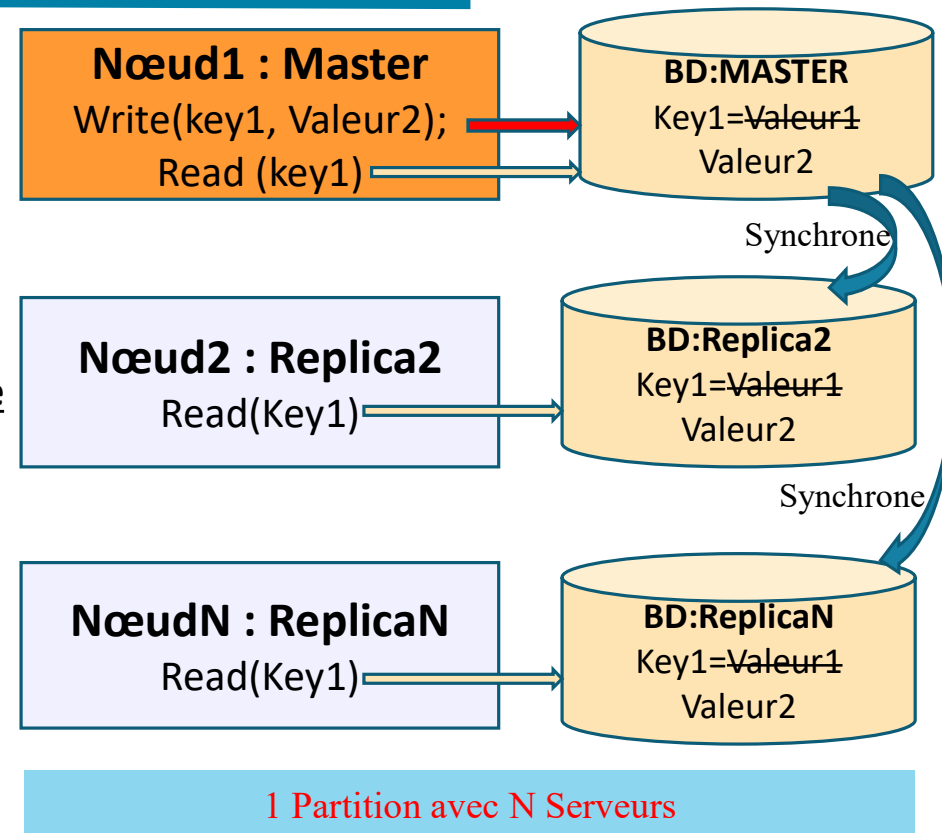 Nœud1 : Master
Write(key1, Valeur2);
Read (key1)
BD:MASTER
Key1=Valeur1
Valeur2
Synchrone
Nœud2 : Replica2
Read(Key1)
BD:Replica2
Key1=Valeur1
Valeur2
Synchrone
NœudN : ReplicaN
Read(Key1)
BD:ReplicaN
Key1=Valeur1
Valeur2
1 Partition avec N Serveurs